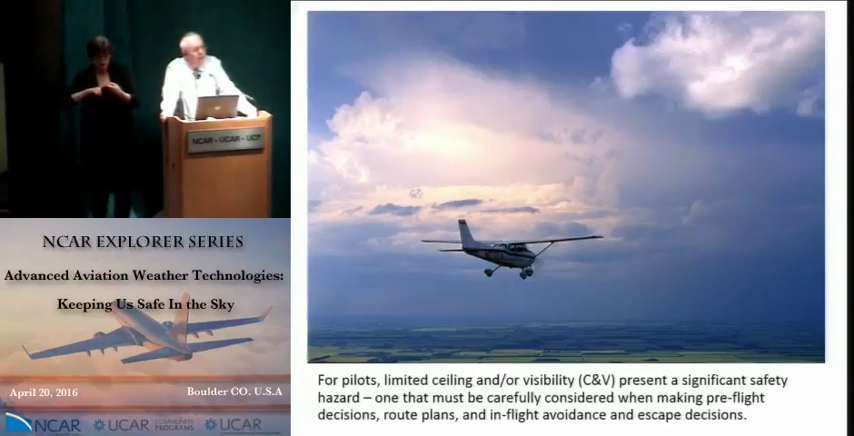 NCAR - UCAR - UCP
NCAR EXPLORER SERIES
Advanced Aviation Weather Technologies:
Keeping Us Safe In the Sky
April 20, 2016
Boulder CO. U.S.A
NCAR
UCAR
COMMUNITY
PROGRAMS
UCAR
For pilots, limited ceiling and/or visibility (C&V) present a significant safety
hazard – one that must be carefully considered when making pre-flight
decisions, route plans, and in-flight avoidance and escape decisions.